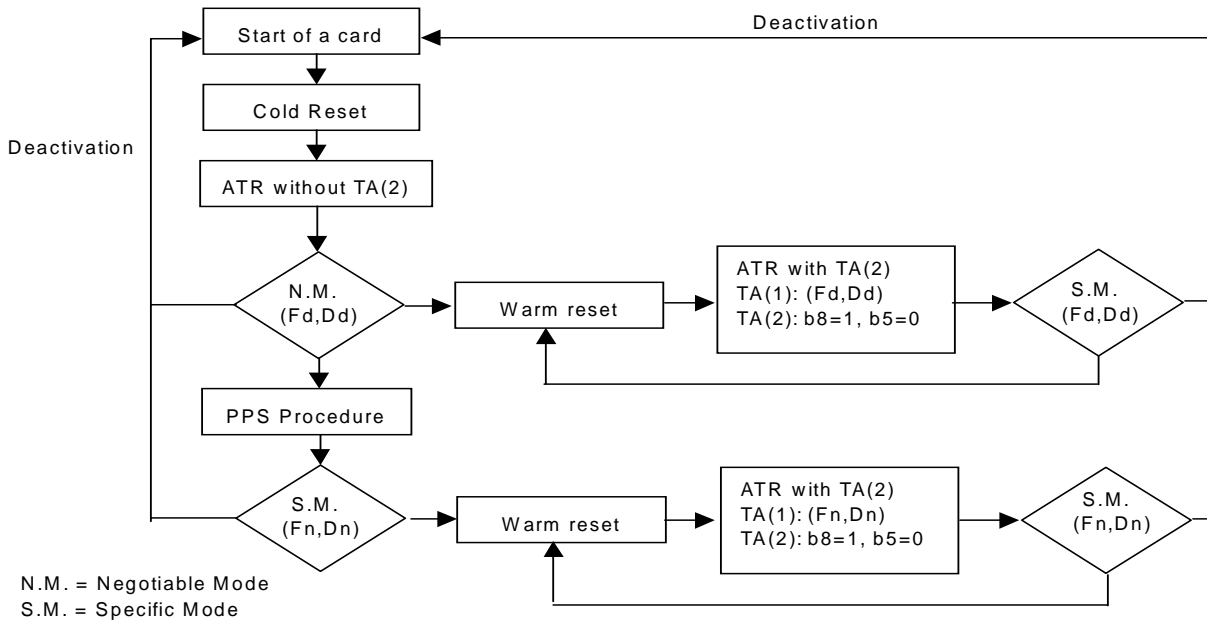 Deactivation
Start of a card
Cold Reset
Deactivation
ATR without TA(2)
N.M.
(Fd,Dd)
Warm reset
ATR with TA(2)
TA(1): (Fd,Dd)
TA(2): b8=1, b5=0
S.M.
(Fd,Dd)
PPS Procedure
S.M.
(Fn,Dn)
Warm reset
ATR with TA(2)
TA(1): (Fn,Dn)
TA(2): b8=1, b5=0
S.M.
(Fn,Dn)
N.M. = Negotiable Mode
S.M. = Specific Mode